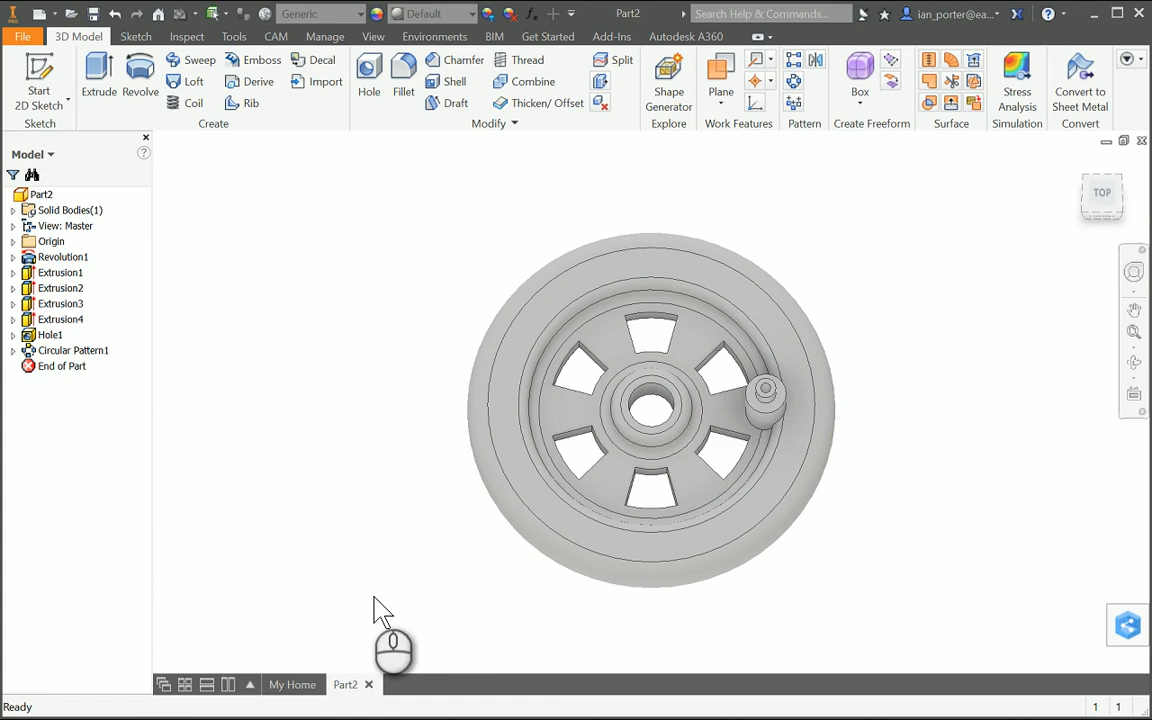 PRO
Generic
Default
fx
Part2
Search Help & Commands...
ian_porter@ea...
File
3D Model
Sketch
Inspect
Tools
CAM
Manage
View
Environments
BIM
Get Started
Add-Ins
Autodesk A360
Start
2D Sketch
Extrude
Revolve
Sweep
Emboss
Decal
Loft
Derive
Import
Coil
Rib
Hole
Fillet
Chamfer
Thread
Split
Shell
Combine
Draft
Thicken/ Offset
Shape
Generator
Plane
Box
Stress
Analysis
Convert to
Sheet Metal
Sketch
Create
Modify
Explore
Work Features
Pattern
Create Freeform
Surface
Simulation
Convert
Model
Part2
Solid Bodies(1)
View: Master
Origin
Revolution1
Extrusion1
Extrusion2
Extrusion3
Extrusion4
Hole1
Circular Pattern1
End of Part
TOP
My Home
Part2
Ready
1 1